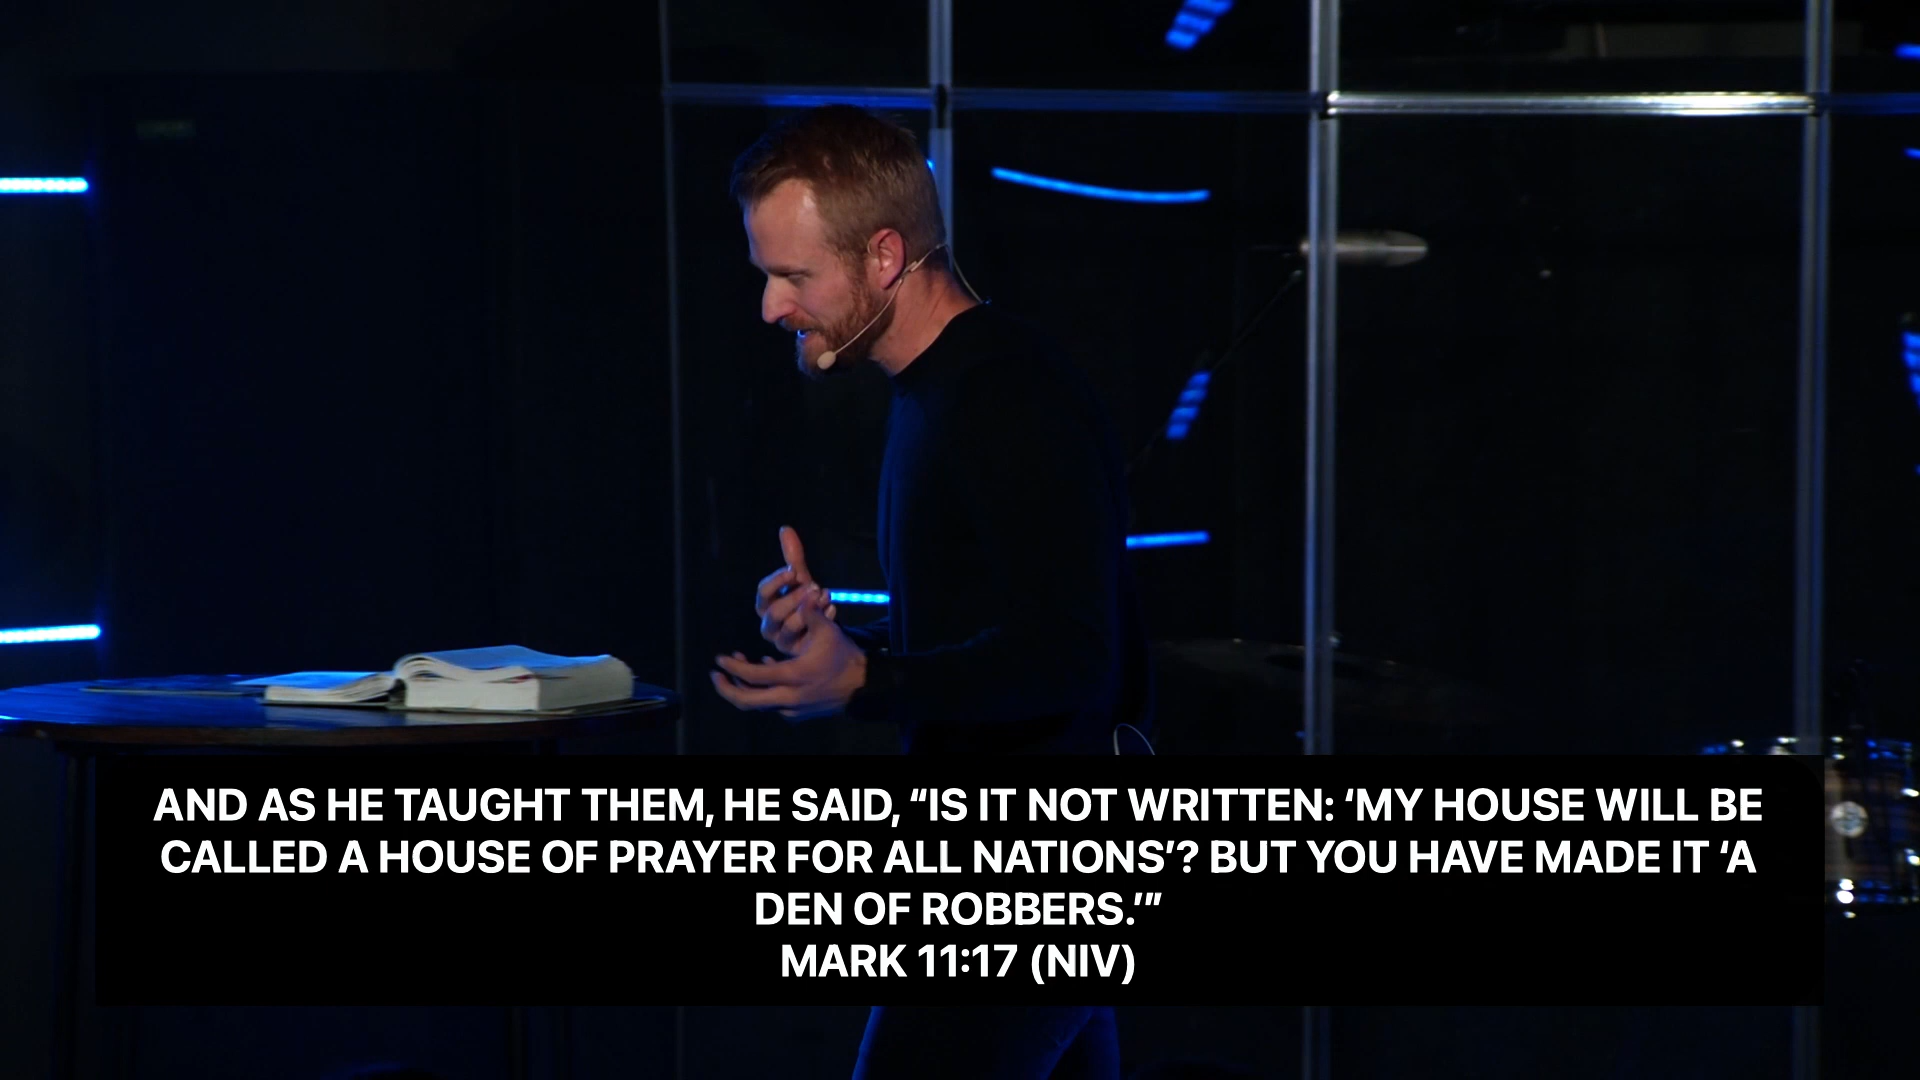 AND AS HE TAUGHT THEM, HE SAID, “IS IT NOT WRITTEN: ‘MY HOUSE WILL BE
CALLED A HOUSE OF PRAYER FOR ALL NATIONS’? BUT YOU HAVE MADE IT ‘A
DEN OF ROBBERS.’”
MARK 11:17 (NIV)